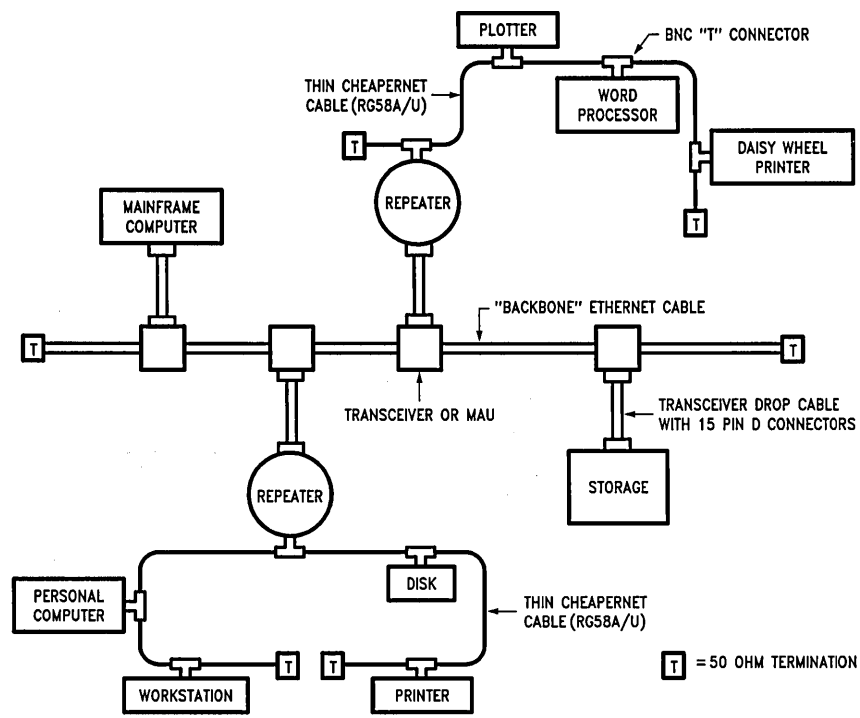 PLOTTER
BNC "T" CONNECTOR
THIN CHEAPERNET
CABLE (RG58A/U)
WORD
PROCESSOR
T
DAISY WHEEL
PRINTER
REPEATER
T
MAINFRAME
COMPUTER
"BACKBONE" ETHERNET CABLE
T
T
TRANSCEIVER OR MAU
TRANSCEIVER DROP CABLE
WITH 15 PIN D CONNECTORS
REPEATER
STORAGE
DISK
PERSONAL
COMPUTER
THIN CHEAPERNET
CABLE (RG58A/U)
T
T
T = 50 OHM TERMINATION
WORKSTATION
PRINTER